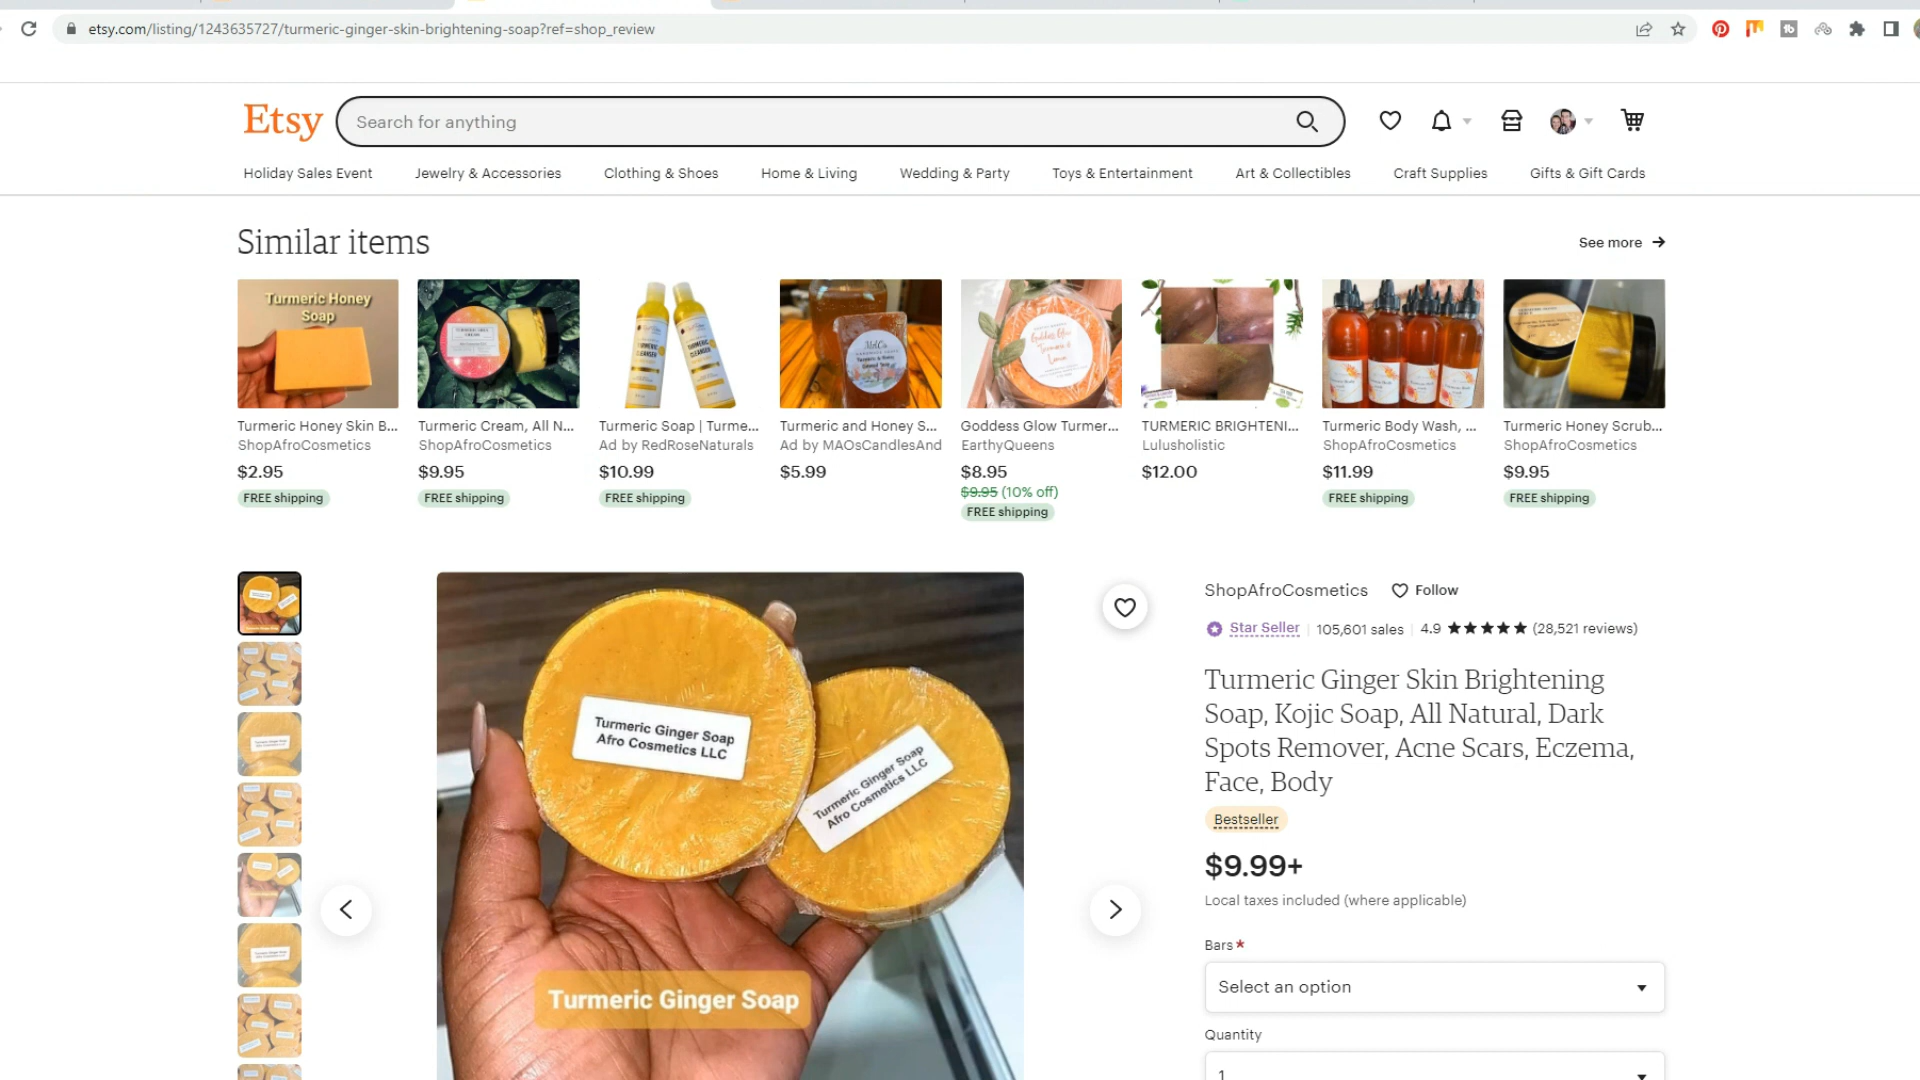 etsy.com/listing/1243635727/turmeric-ginger-skin-brightening-soap?ref=shop_review
Etsy
Search for anything
Holiday Sales Event
Jewelry & Accessories
Clothing & Shoes
Home & Living
Wedding & Party
Toys & Entertainment
Art & Collectibles
Craft Supplies
Gifts & Gift Cards
Similar items
See more
Turmeric Honey
Soap
Turmeric Honey Skin B...
ShopAfroCosmetics
$2.95
FREE shipping
Turmeric Cream, All N...
ShopAfroCosmetics
$9.95
FREE shipping
Turmeric Soap | Turme...
Ad by RedRoseNaturals
$10.99
FREE shipping
Turmeric and Honey S...
Ad by MAOsCandlesAnd
$5.99
Goddess Glow Turmer...
EarthyQueens
$8.95
$9.95 (10% off)
FREE shipping
TURMERIC BRIGHTENI...
Lulusholistic
$12.00
Turmeric Body Wash, ...
ShopAfroCosmetics
$11.99
FREE shipping
Turmeric Honey Scrub...
ShopAfroCosmetics
$9.95
FREE shipping
Turmeric Ginger Soap
Afro Cosmetics LLC
Turmeric Ginger Soap
Afro Cosmetics LLC
Turmeric Ginger Soap
ShopAfroCosmetics
Follow
Star Seller
105,601 sales
4.9
(28,521 reviews)
Turmeric Ginger Skin Brightening
Soap, Kojic Soap, All Natural, Dark
Spots Remover, Acne Scars, Eczema,
Face, Body
Bestseller
$9.99+
Local taxes included (where applicable)
Bars *
Select an option
Quantity
1